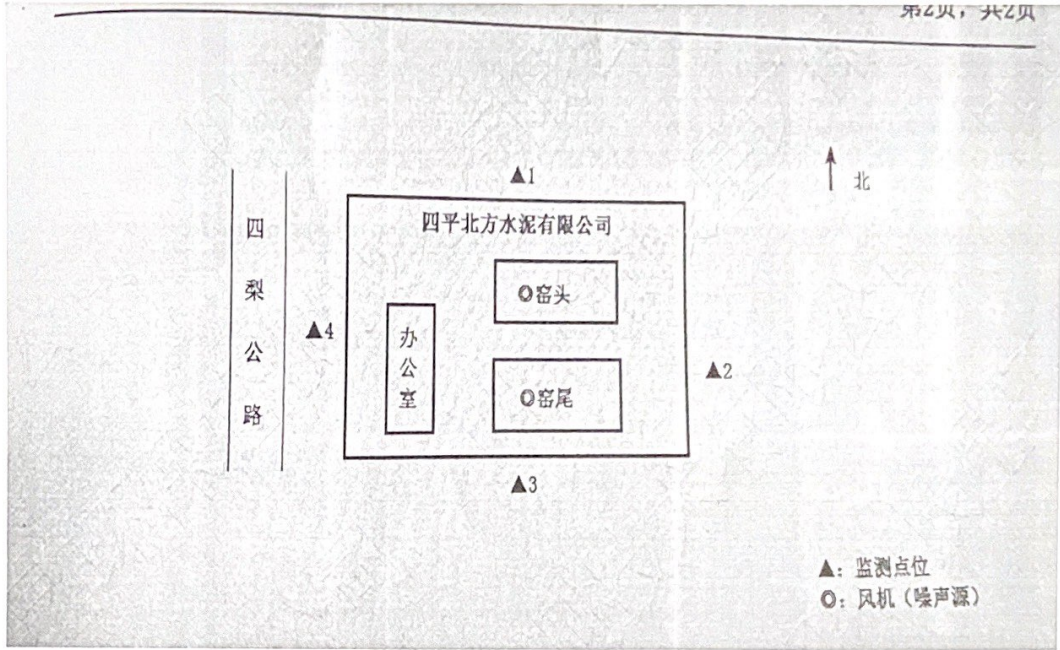 第2页，共2页
▲1
北
四平北方水泥有限公司
四梨公路
◎窑头
▲4
办公室
▲2
◎窑尾
▲3
▲：监测点位
◎：风机（噪声源）